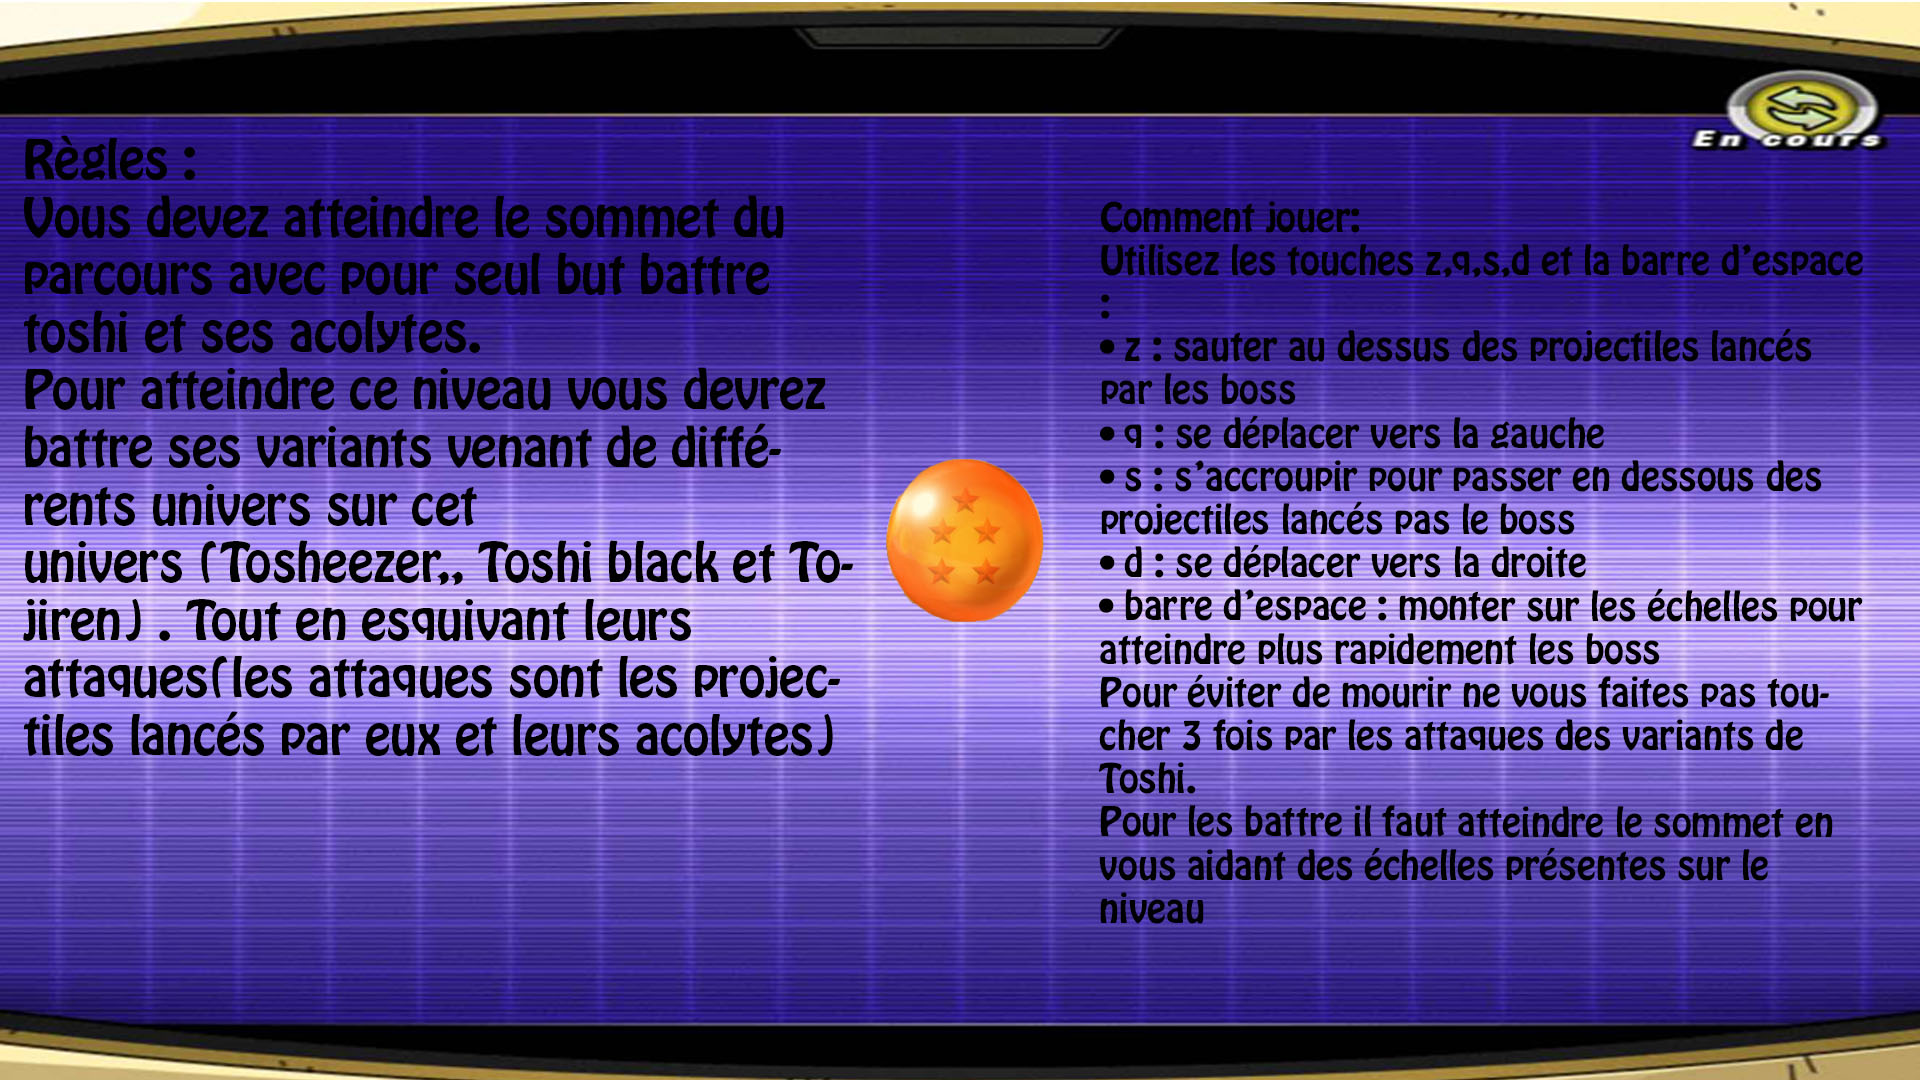 En cours
Règles :
Vous devez atteindre le sommet du
parcours avec pour seul but battre
toshi et ses acolytes.
Pour atteindre ce niveau vous devrez
battre ses variants venant de diffé-
rents univers sur cet
univers (Tosheezer,, Toshi black et To-
jiren) . Tout en esquivant leurs
attaques(les attaques sont les projec-
tiles lancés par eux et leurs acolytes)
Comment jouer:
Utilisez les touches z,q,s,d et la barre d'espace
:
• z : sauter au dessus des projectiles lancés
par les boss
• q : se déplacer vers la gauche
• s : s'accroupir pour passer en dessous des
projectiles lancés pas le boss
• d : se déplacer vers la droite
• barre d'espace : monter sur les échelles pour
atteindre plus rapidement les boss
Pour éviter de mourir ne vous faites pas tou-
cher 3 fois par les attaques des variants de
Toshi.
Pour les battre il faut atteindre le sommet en
vous aidant des échelles présentes sur le
niveau